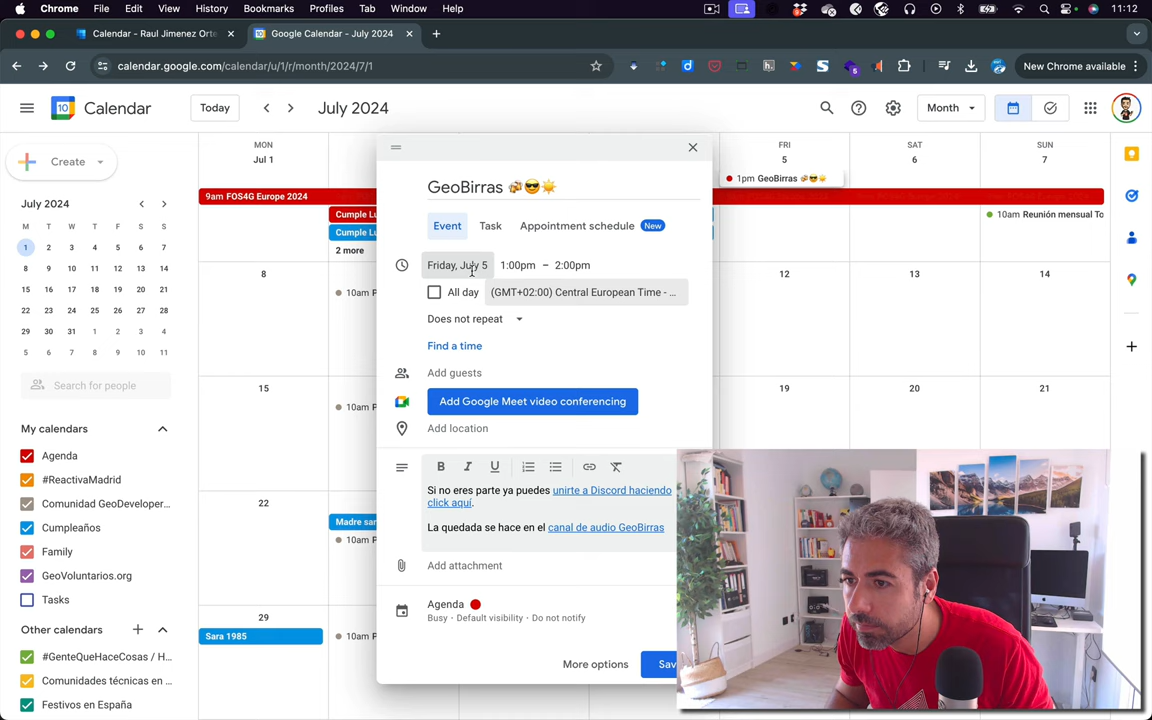 Chrome File Edit View History Bookmarks Profiles Tab Window Help 11:12
Calendar - Raul Jimenez Orte
Google Calendar - July 2024
calendar.google.com/calendar/u/1/r/month/2024/7/1
New Chrome available
Calendar
Today
July 2024
Month
Create
July 2024
M T W T F S S
1 2 3 4 5 6 7
8 9 10 11 12 13 14
15 16 17 18 19 20 21
22 23 24 25 26 27 28
29 30 31 1 2 3 4
5 6 7 8 9 10 11
Search for people
My calendars
Agenda
#ReactivaMadrid
Comunidad GeoDeveloper...
Cumpleaños
Family
GeoVoluntarios.org
Tasks
Other calendars
#GenteQueHaceCosas / H...
Comunidades técnicas en ...
Festivos en España
MON FRI SAT SUN
Jul 1 5 6 7
1pm GeoBirras 🍻😎☀️
9am FOS4G Europe 2024
Cumple Lu
Cumple Lu
2 more
10am Reunión mensual To
8 12 13 14
10am F
15 19 20 21
10am P
22
Madre sar
10am P
29
Sara 1985
10am P
GeoBirras 🍻😎☀️
Event Task Appointment schedule New
Friday, July 5 1:00pm – 2:00pm
All day (GMT+02:00) Central European Time - ...
Does not repeat
Find a time
Add guests
Add Google Meet video conferencing
Add location
B I U
Si no eres parte ya puedes unirte a Discord haciendo
click aquí.
La quedada se hace en el canal de audio GeoBirras
Add attachment
Agenda
Busy · Default visibility · Do not notify
More options Sav